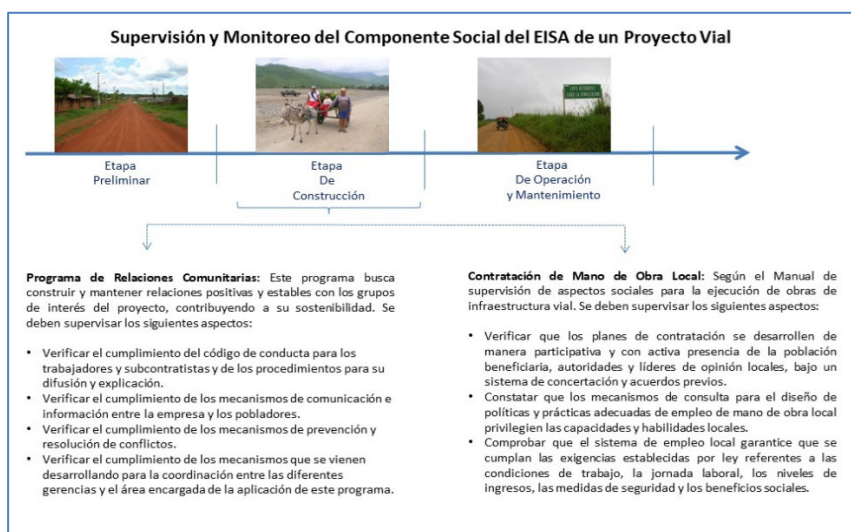 Supervisión y Monitoreo del Componente Social del EISA de un Proyecto Vial
Etapa
Preliminar
Etapa
De
Construcción
Etapa
De Operación
y Mantenimiento
Programa de Relaciones Comunitarias: Este programa busca
construir y mantener relaciones positivas y estables con los grupos
de interés del proyecto, contribuyendo a su sostenibilidad. Se
deben supervisar los siguientes aspectos:
• Verificar el cumplimiento del código de conducta para los
trabajadores y subcontratistas y de los procedimientos para su
difusión y explicación.
• Verificar el cumplimiento de los mecanismos de comunicación e
información entre la empresa y los pobladores.
• Verificar el cumplimiento de los mecanismos de prevención y
resolución de conflictos.
• Verificar el cumplimiento de los mecanismos que se vienen
desarrollando para la coordinación entre las diferentes
gerencias y el área encargada de la aplicación de este programa.
Contratación de Mano de Obra Local: Según el Manual de
supervisión de aspectos sociales para la ejecución de obras de
infraestructura vial. Se deben supervisar los siguientes aspectos:
• Verificar que los planes de contratación se desarrollen de
manera participativa y con activa presencia de la población
beneficiaria, autoridades y líderes de opinión locales, bajo un
sistema de concertación y acuerdos previos.
• Constatar que los mecanismos de consulta para el diseño de
políticas y prácticas adecuadas de empleo de mano de obra local
privilegien las capacidades y habilidades locales.
• Comprobar que el sistema de empleo local garantice que se
cumplan las exigencias establecidas por ley referentes a las
condiciones de trabajo, la jornada laboral, los niveles de
ingresos, las medidas de seguridad y los beneficios sociales.